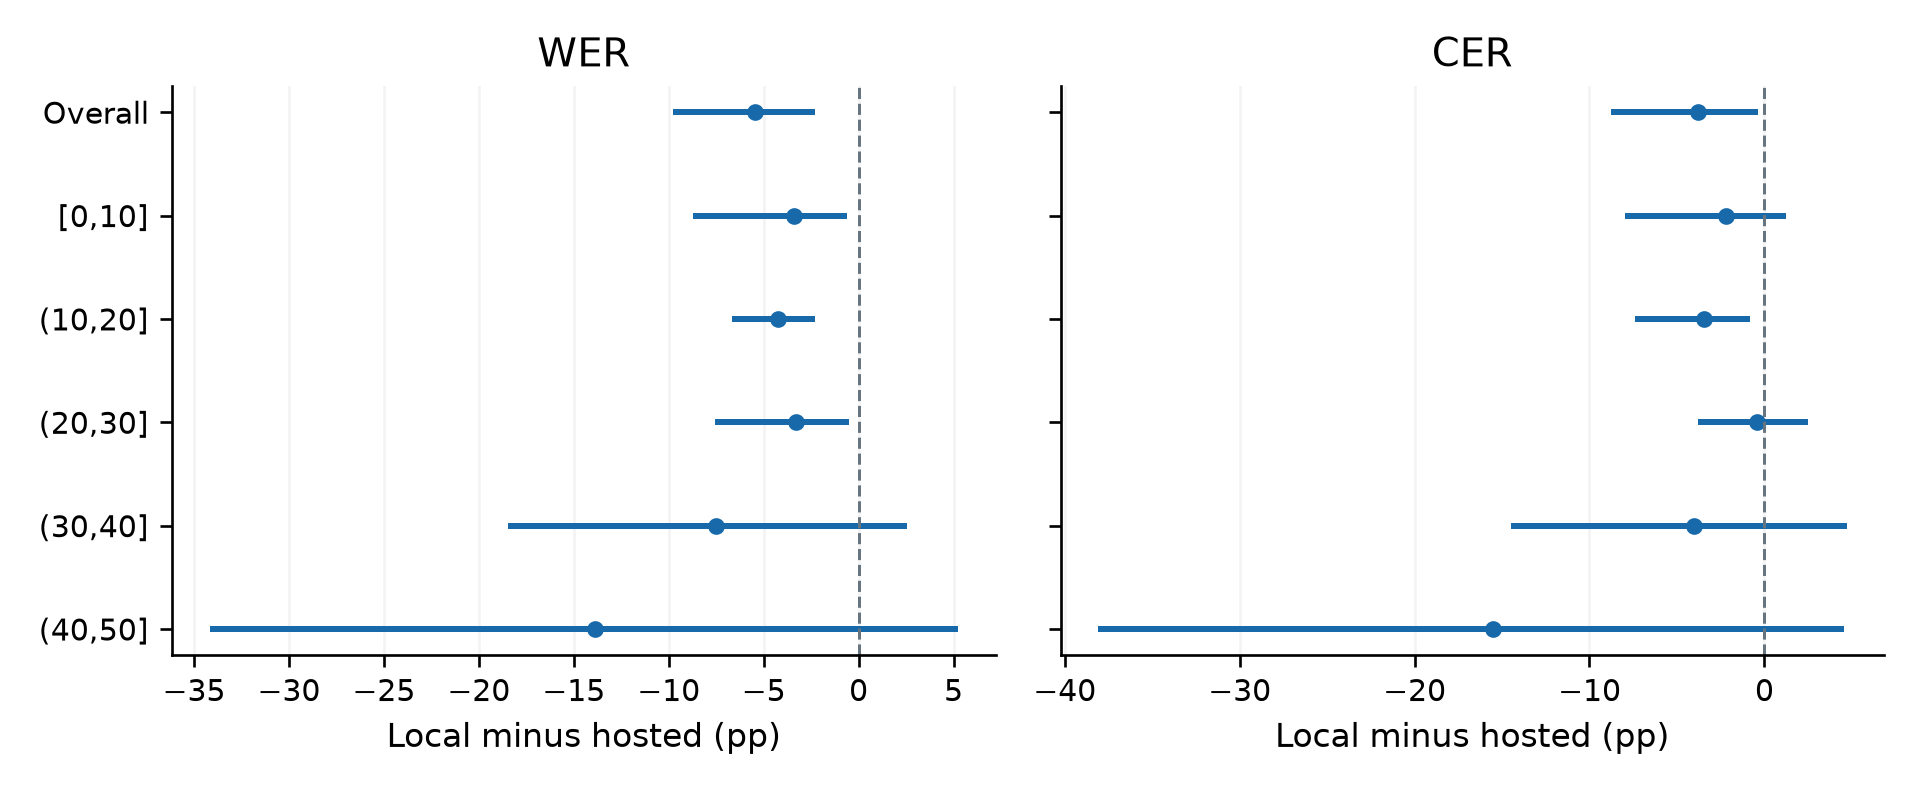 WER
CER
Overall
[0,10]
(10,20]
(20,30]
(30,40]
(40,50]
−35 −30 −25 −20 −15 −10 −5 0 5
−40 −30 −20 −10 0
Local minus hosted (pp)
Local minus hosted (pp)